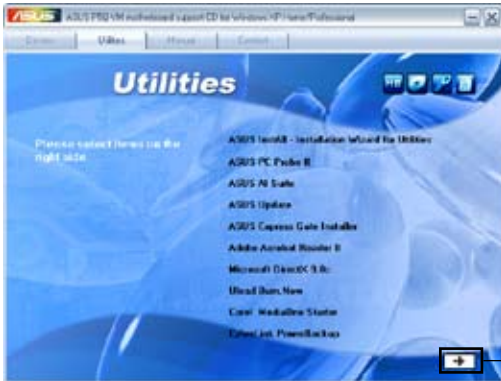 ASUS P5Q-VM motherboard support CD for Windows XP Home/Professional
Drivers Utilities Manual Contact
Utilities
Please select items on the
right side
ASUS InstAll - Installation Wizard for Utilities
ASUS PC Probe II
ASUS AI Suite
ASUS Update
ASUS Express Gate Installer
Adobe Acrobat Reader 8
Microsoft DirectX 9.0c
Ulead Burn.Now
Corel MediaOne Starter
CyberLink PowerBackup